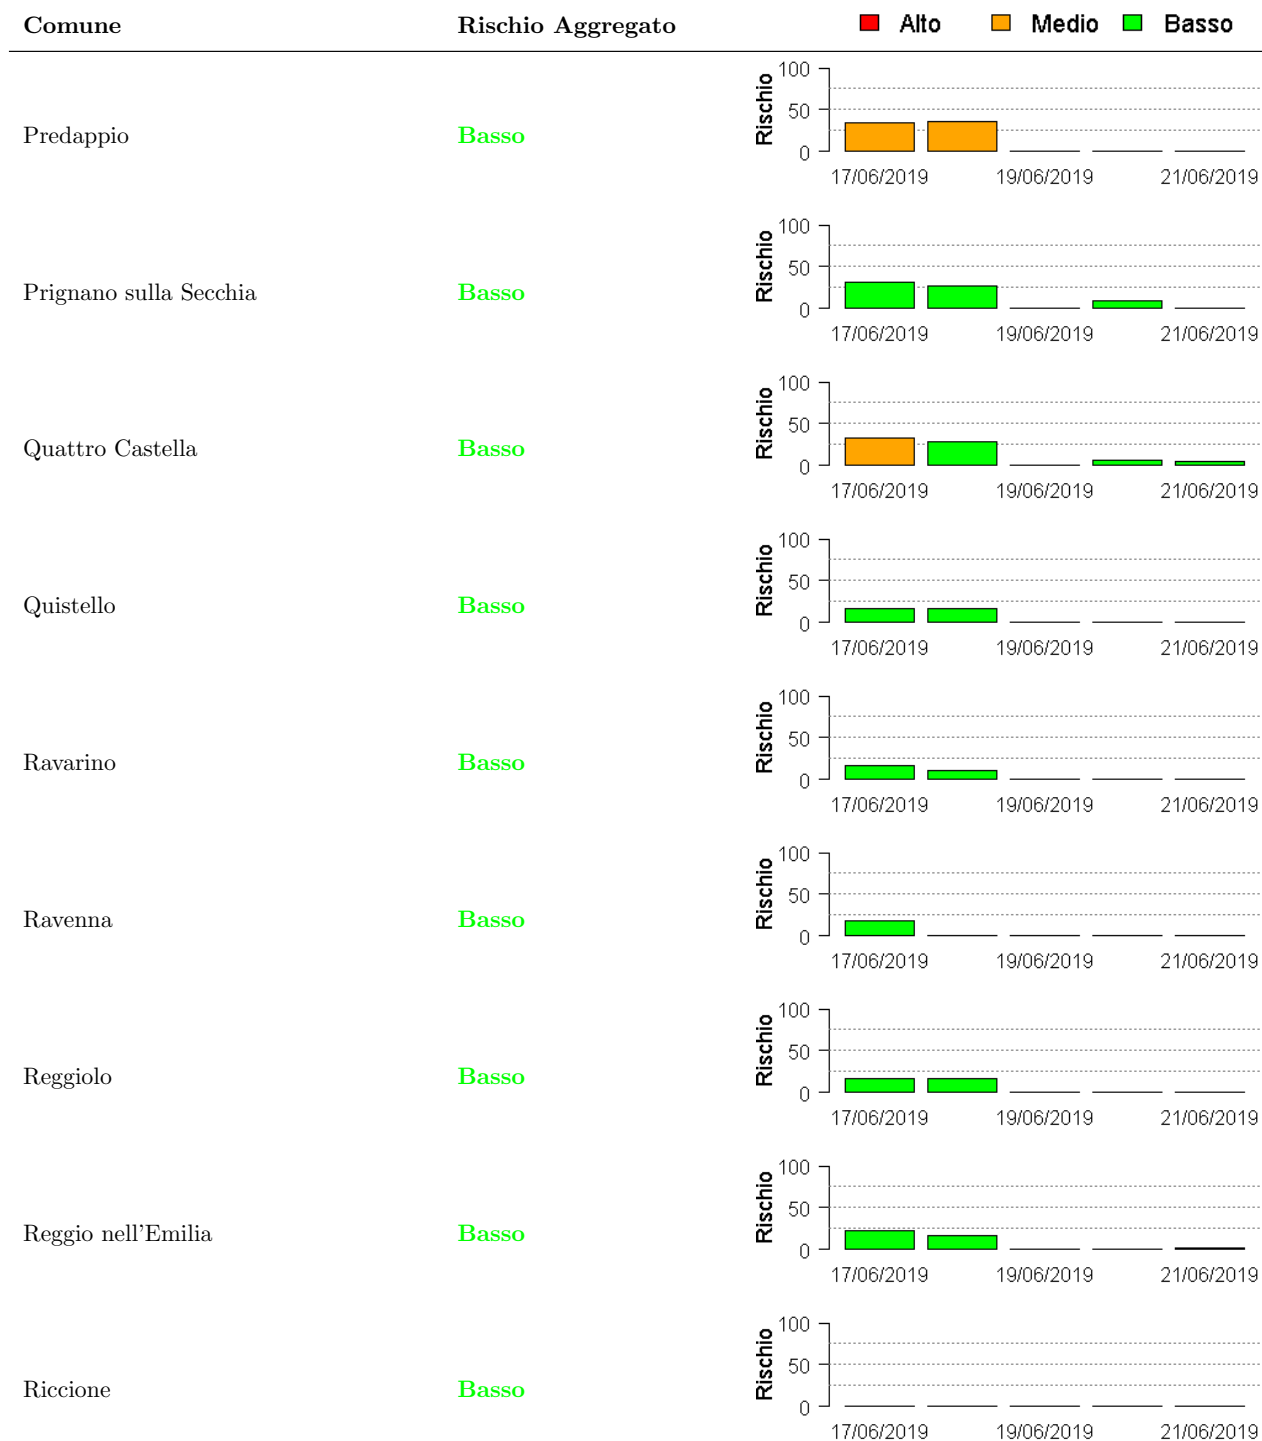 Comune Rischio Aggregato Alto Medio Basso
100
50
0
Rischio
Predappio Basso
17/06/2019 19/06/2019 21/06/2019
100
50
0
Rischio
Prignano sulla Secchia Basso
17/06/2019 19/06/2019 21/06/2019
100
50
0
Rischio
Quattro Castella Basso
17/06/2019 19/06/2019 21/06/2019
100
50
0
Rischio
Quistello Basso
17/06/2019 19/06/2019 21/06/2019
100
50
0
Rischio
Ravarino Basso
17/06/2019 19/06/2019 21/06/2019
100
50
0
Rischio
Ravenna Basso
17/06/2019 19/06/2019 21/06/2019
100
50
0
Rischio
Reggiolo Basso
17/06/2019 19/06/2019 21/06/2019
100
50
0
Rischio
Reggio nell'Emilia Basso
17/06/2019 19/06/2019 21/06/2019
100
50
0
Rischio
Riccione Basso
17/06/2019 19/06/2019 21/06/2019